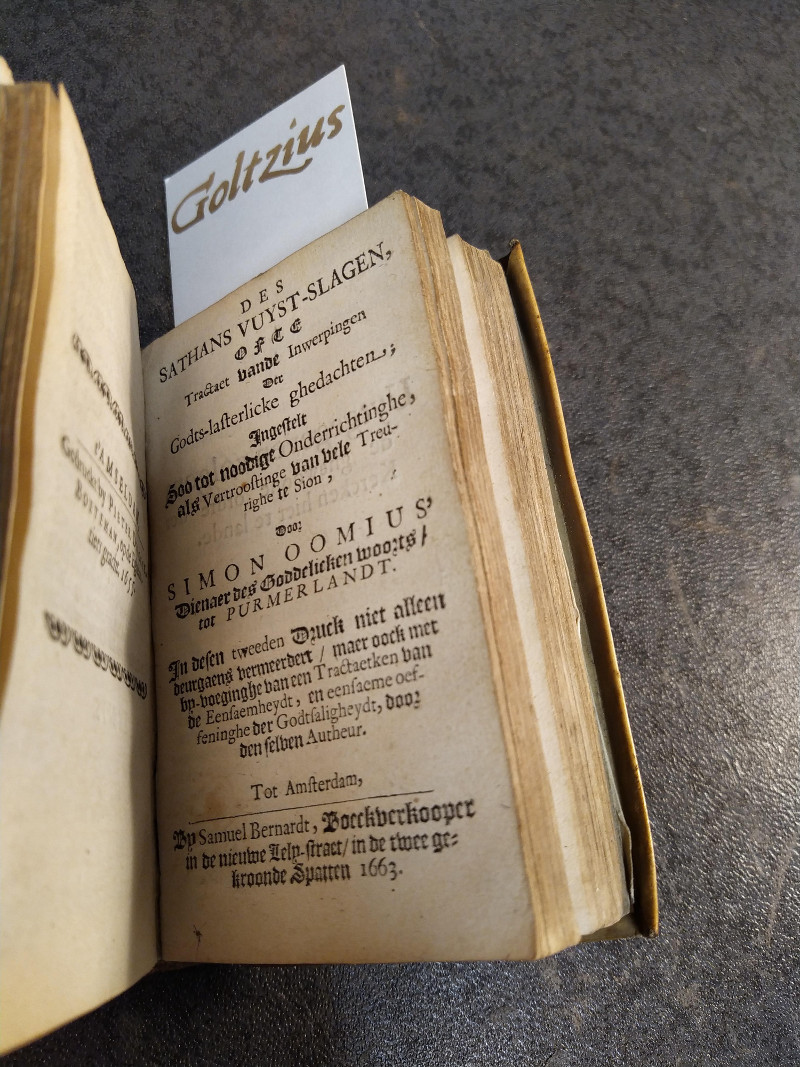 Goltzius
DES
SATHANS VUYST-SLAGEN,
OFTE
Tractaet vande Inwerpingen
Der
Godts-lasterlicke ghedachten;
Ingestelt
Soo tot noodige Onderrichtinghe,
als Vertroostinge van vele Treu-
righe te Sion,
Door
SIMON OOMIUS,
Dienaer des Goddelicken woorts/
tot PURMERLANDT.
In desen tweeden Druck niet alleen
deurgaens vermeerdert / maer oock met
by-voeginghe van een Tractaetken van
de Eensaemheydt, en eensaeme oef-
feninghe der Godtsaligheydt, door
den selven Autheur.
Tot Amsterdam,
By Samuel Bernardt, Boeckverkooper
in de nieuwe Lely-straet/ in de twee ge-
kroonde Spatten 1663.
Gedruckt by